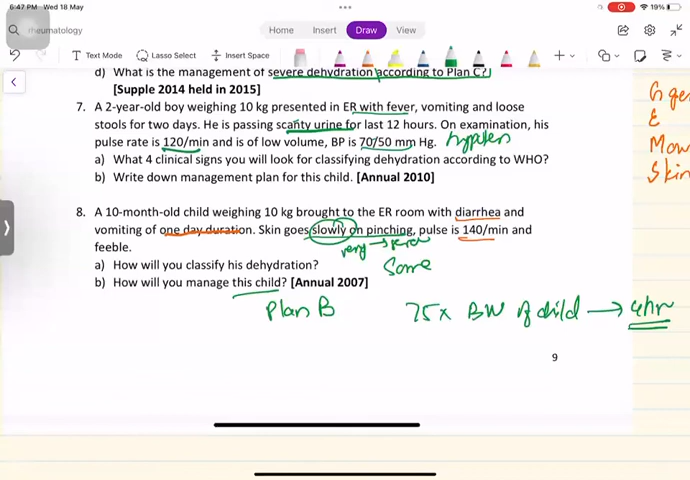 6:47 PM Wed 18 May
19%
rheumatology
Home Insert Draw View
Text Mode Lasso Select Insert Space
d) What is the management of severe dehydration according to Plan C?
[Supple 2014 held in 2015]
7. A 2-year-old boy weighing 10 kg presented in ER with fever, vomiting and loose
stools for two days. He is passing scanty urine for last 12 hours. On examination, his
pulse rate is 120/min and is of low volume, BP is 70/50 mm Hg.
a) What 4 clinical signs you will look for classifying dehydration according to WHO?
b) Write down management plan for this child. [Annual 2010]
8. A 10-month-old child weighing 10 kg brought to the ER room with diarrhea and
vomiting of one day duration. Skin goes slowly on pinching, pulse is 140/min and
feeble.
very →
a) How will you classify his dehydration? Some
b) How will you manage this child? [Annual 2007]
Plan B 75 x BW of child → 4hr
9
&
Skin